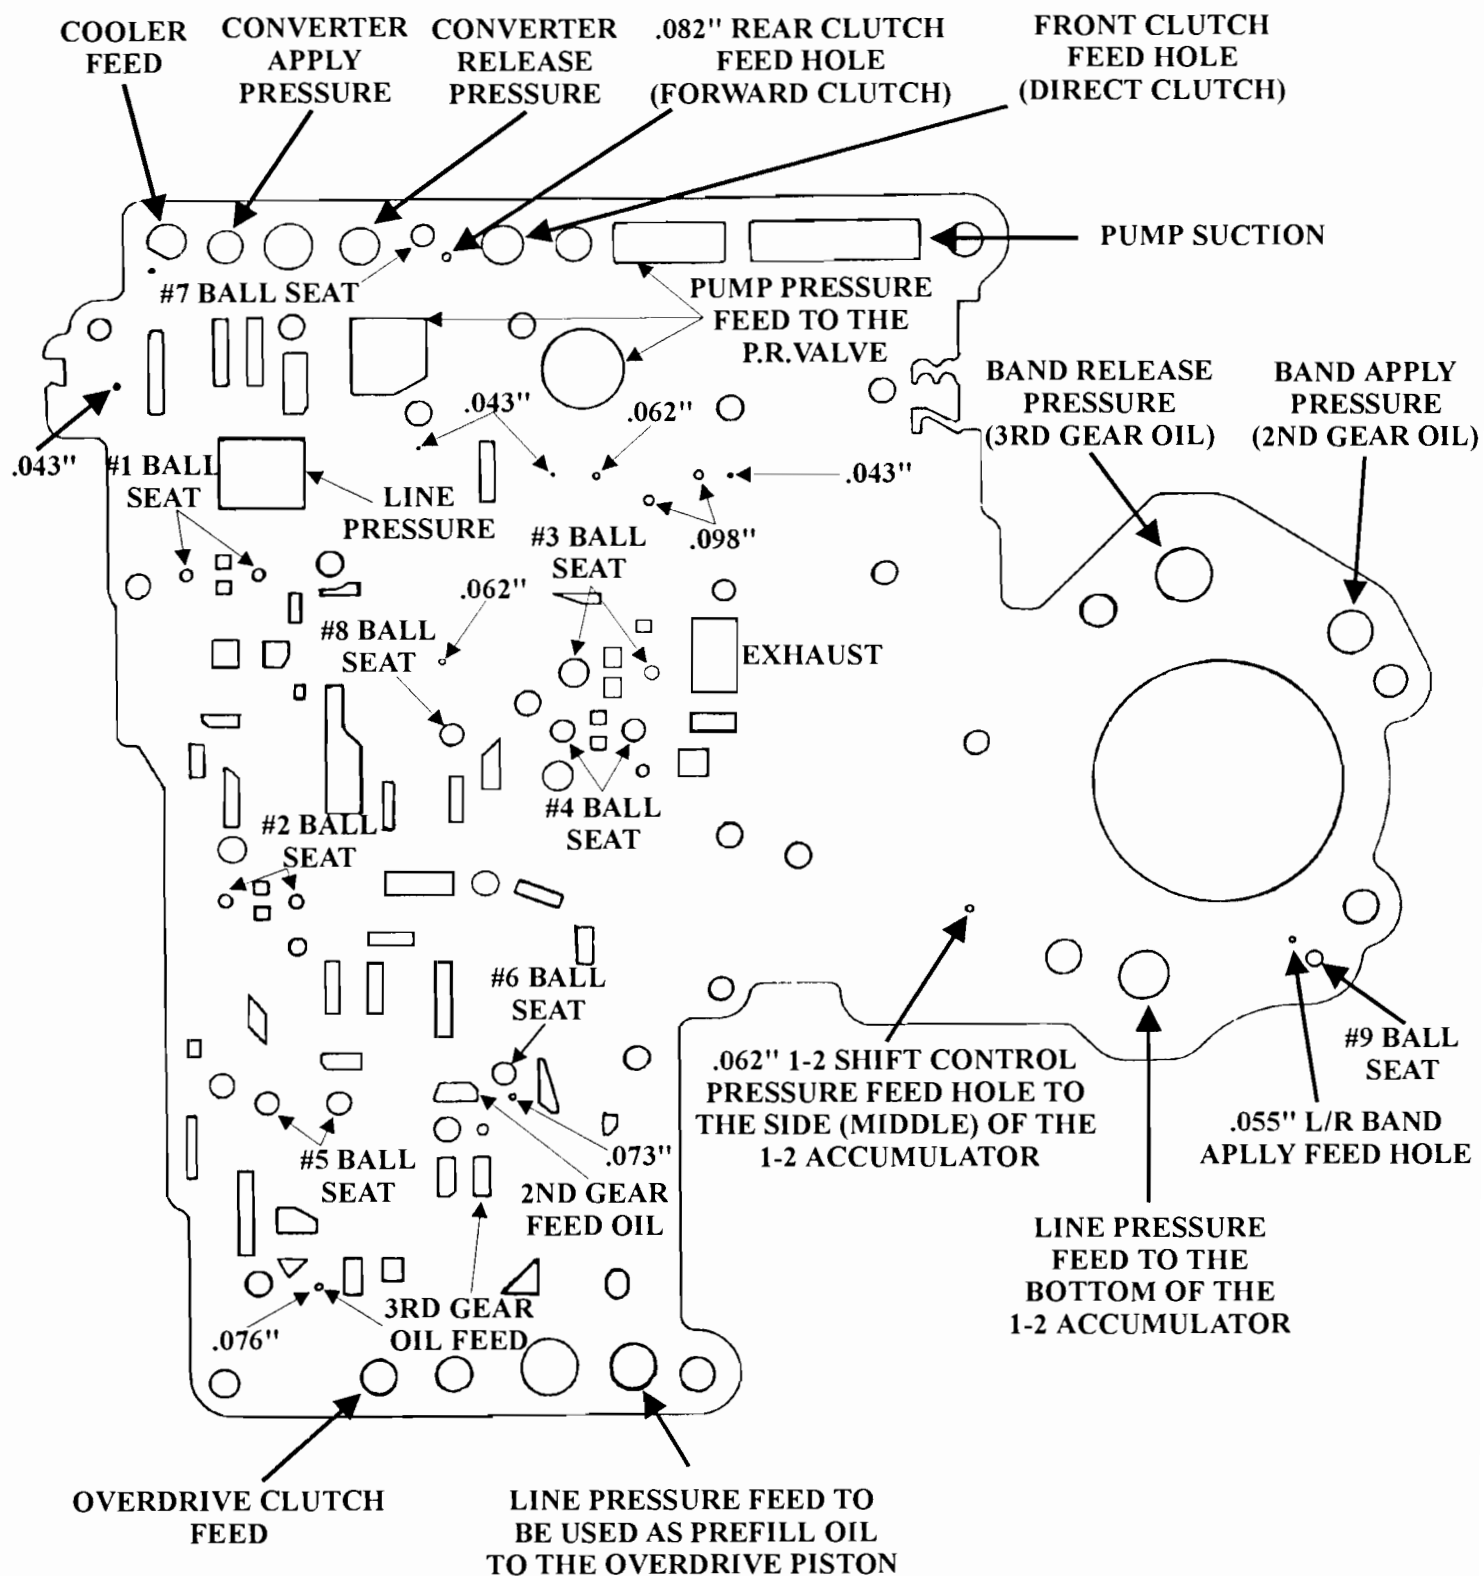 COOLER
FEED
CONVERTER
APPLY
PRESSURE
CONVERTER
RELEASE
PRESSURE
.082" REAR CLUTCH
FEED HOLE
(FORWARD CLUTCH)
FRONT CLUTCH
FEED HOLE
(DIRECT CLUTCH)
PUMP SUCTION
#7 BALL SEAT
PUMP PRESSURE
FEED TO THE
P.R.VALVE
BAND RELEASE
PRESSURE
(3RD GEAR OIL)
BAND APPLY
PRESSURE
(2ND GEAR OIL)
.043"
.043"
.062"
.043"
.098"
#1 BALL
SEAT
LINE
PRESSURE
#3 BALL
SEAT
.062"
#8 BALL
SEAT
EXHAUST
#4 BALL
SEAT
#2 BALL
SEAT
#6 BALL
SEAT
.062" 1-2 SHIFT CONTROL
PRESSURE FEED HOLE TO
THE SIDE (MIDDLE) OF THE
1-2 ACCUMULATOR
#9 BALL
SEAT
.055" L/R BAND
APLLY FEED HOLE
#5 BALL
SEAT
.073"
2ND GEAR
FEED OIL
LINE PRESSURE
FEED TO THE
BOTTOM OF THE
1-2 ACCUMULATOR
.076"
3RD GEAR
OIL FEED
OVERDRIVE CLUTCH
FEED
LINE PRESSURE FEED TO
BE USED AS PREFILL OIL
TO THE OVERDRIVE PISTON